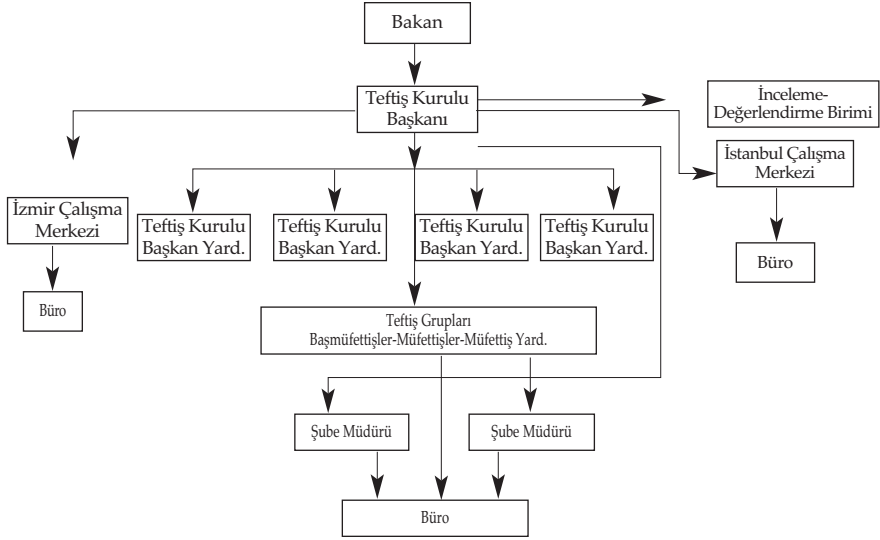 Bakan
Teftiş Kurulu
Başkanı
İnceleme-
Değerlendirme Birimi
İstanbul Çalışma
Merkezi
İzmir Çalışma
Merkezi
Teftiş Kurulu
Başkan Yard.
Teftiş Kurulu
Başkan Yard.
Teftiş Kurulu
Başkan Yard.
Teftiş Kurulu
Başkan Yard.
Büro
Büro
Teftiş Grupları
Başmüfettişler-Müfettişler-Müfettiş Yard.
Şube Müdürü
Şube Müdürü
Büro